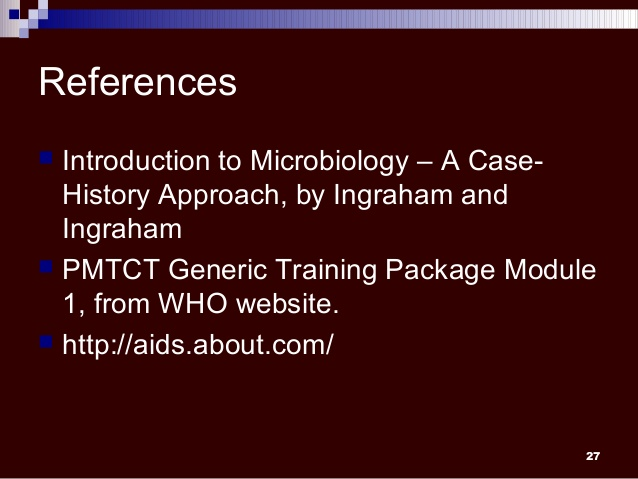 References
Introduction to Microbiology – A Case-
History Approach, by Ingraham and
Ingraham
PMTCT Generic Training Package Module
1, from WHO website.
http://aids.about.com/
27